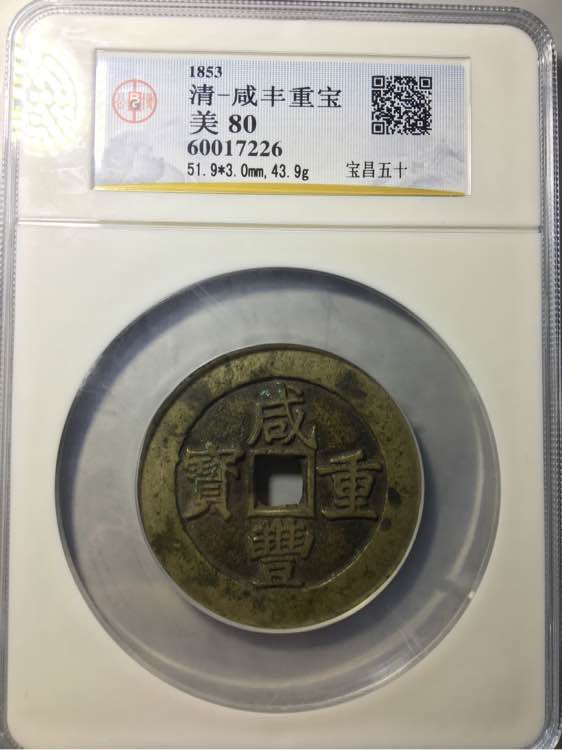 1853
清-咸丰重宝
美 80
60017226
51.9*3.0mm, 43.9g 宝昌五十
咸
豐
重
寶